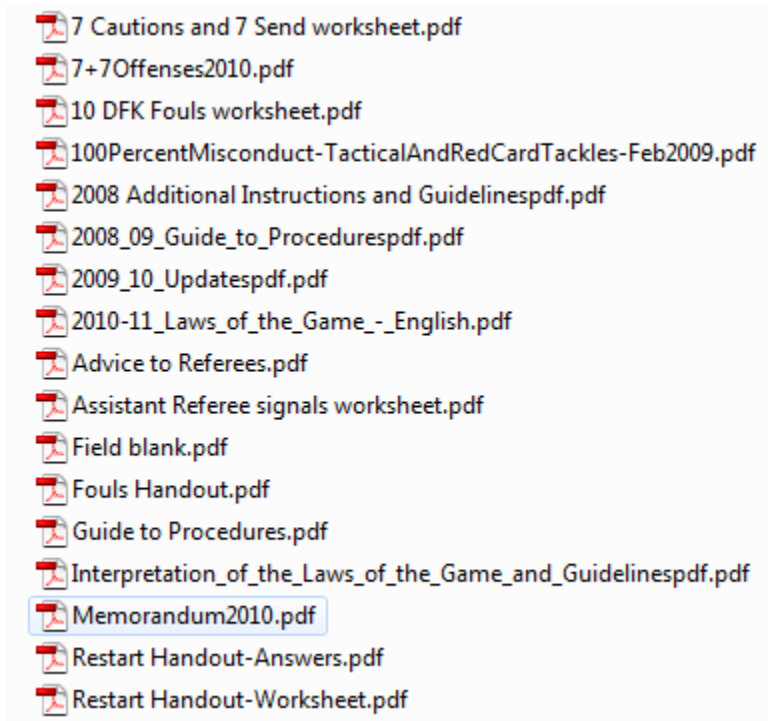 7 Cautions and 7 Send worksheet.pdf
7+7Offenses2010.pdf
10 DFK Fouls worksheet.pdf
100PercentMisconduct-TacticalAndRedCardTackles-Feb2009.pdf
2008 Additional Instructions and Guidelinespdf.pdf
2008_09_Guide_to_Procedurespdf.pdf
2009_10_Updatespdf.pdf
2010-11_Laws_of_the_Game_-_English.pdf
Advice to Referees.pdf
Assistant Referee signals worksheet.pdf
Field blank.pdf
Fouls Handout.pdf
Guide to Procedures.pdf
Interpretation_of_the_Laws_of_the_Game_and_Guidelinespdf.pdf
Memorandum2010.pdf
Restart Handout-Answers.pdf
Restart Handout-Worksheet.pdf